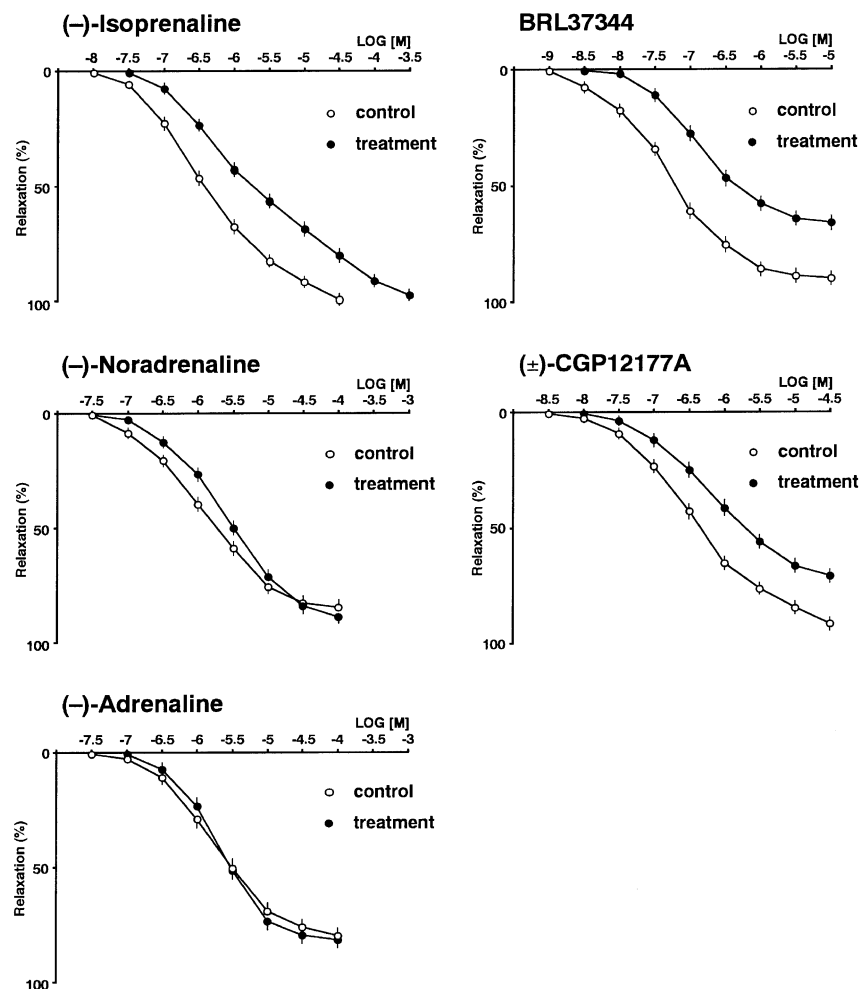 (−)-Isoprenaline
LOG [M]
-8 -7.5 -7 -6.5 -6 -5.5 -5 -4.5 -4 -3.5
0
control
treatment
Relaxation (%)
50
100
BRL37344
LOG [M]
-9 -8.5 -8 -7.5 -7 -6.5 -6 -5.5 -5
0
control
treatment
Relaxation (%)
50
100
(−)-Noradrenaline
LOG [M]
-7.5 -7 -6.5 -6 -5.5 -5 -4.5 -4 -3.5 -3
0
control
treatment
Relaxation (%)
50
100
(±)-CGP12177A
LOG [M]
-8.5 -8 -7.5 -7 -6.5 -6 -5.5 -5 -4.5
0
control
treatment
Relaxation (%)
50
100
(−)-Adrenaline
LOG [M]
-7.5 -7 -6.5 -6 -5.5 -5 -4.5 -4 -3.5 -3
0
control
treatment
Relaxation (%)
50
100